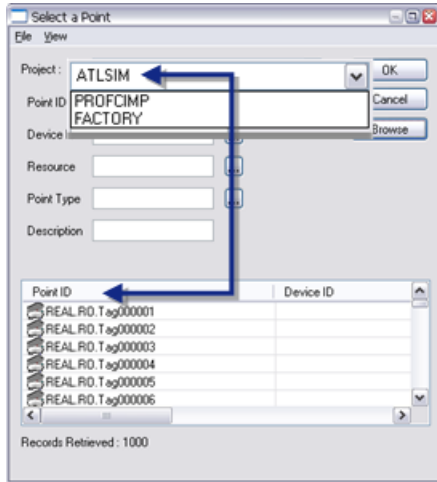 Select a Point
File View
Project : ATLSIM OK
PROFCIMP
FACTORY
Point ID Cancel
Device I Browse
Resource ...
Point Type ...
Description
Point ID Device ID
REAL.RO.Tag000001
REAL.RO.Tag000002
REAL.RO.Tag000003
REAL.RO.Tag000004
REAL.RO.Tag000005
REAL.RO.Tag000006
Records Retrieved : 1000